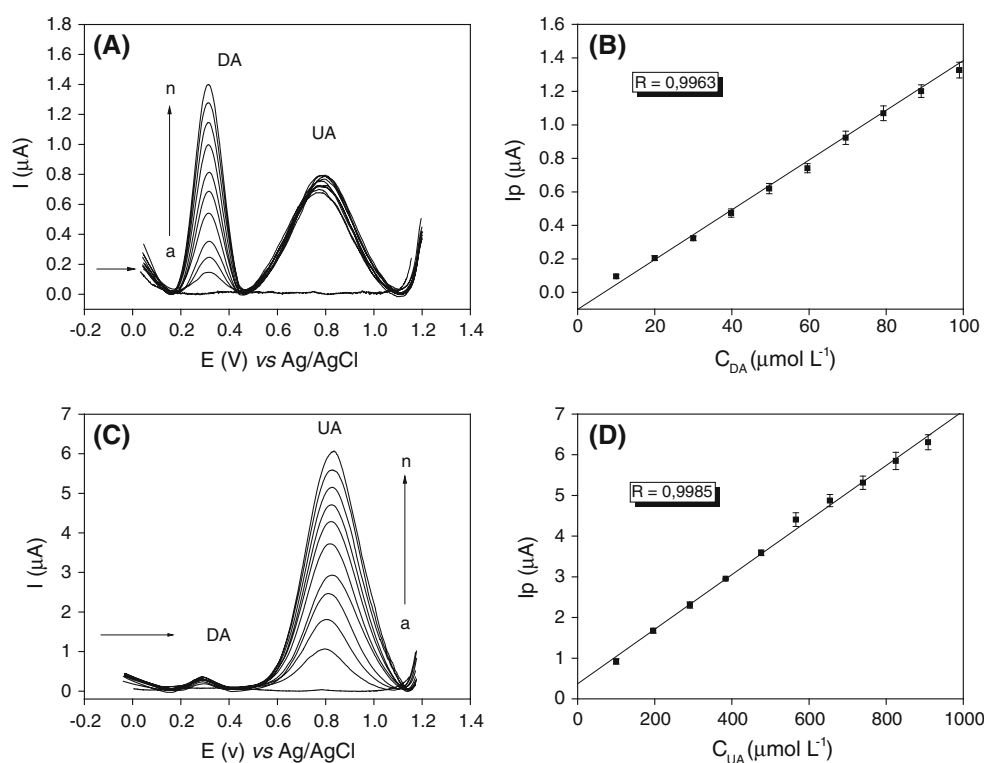 (A)
DA
UA
n
a
I (μA)
1.8
1.6
1.4
1.2
1.0
0.8
0.6
0.4
0.2
0.0
-0.2 0.0 0.2 0.4 0.6 0.8 1.0 1.2 1.4
E (V) vs Ag/AgCl
(B)
R = 0,9963
Ip (μA)
1.6
1.4
1.2
1.0
0.8
0.6
0.4
0.2
0.0
0 20 40 60 80 100
C_DA (μmol L⁻¹)
(C)
UA
DA
n
a
I (μA)
7
6
5
4
3
2
1
0
-0.2 0.0 0.2 0.4 0.6 0.8 1.0 1.2 1.4
E (v) vs Ag/AgCl
(D)
R = 0,9985
Ip (μA)
7
6
5
4
3
2
1
0
0 200 400 600 800 1000
C_UA (μmol L⁻¹)